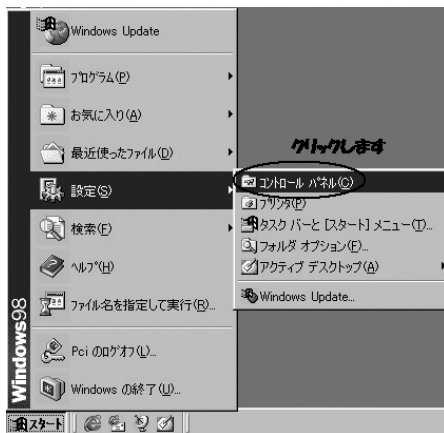 Windows Update
プログラム(P)
お気に入り(A)
最近使ったファイル(D)
設定(S)
検索(F)
ヘルプ(H)
ファイル名を指定して実行(R)...
Pci のログオフ(L)...
Windows の終了(U)...
Windows98
スタート
クリックします
コントロール パネル(C)
プリンタ(P)
タスク バーと [スタート] メニュー(T)...
フォルダ オプション(F)...
アクティブ デスクトップ(A)
Windows Update...